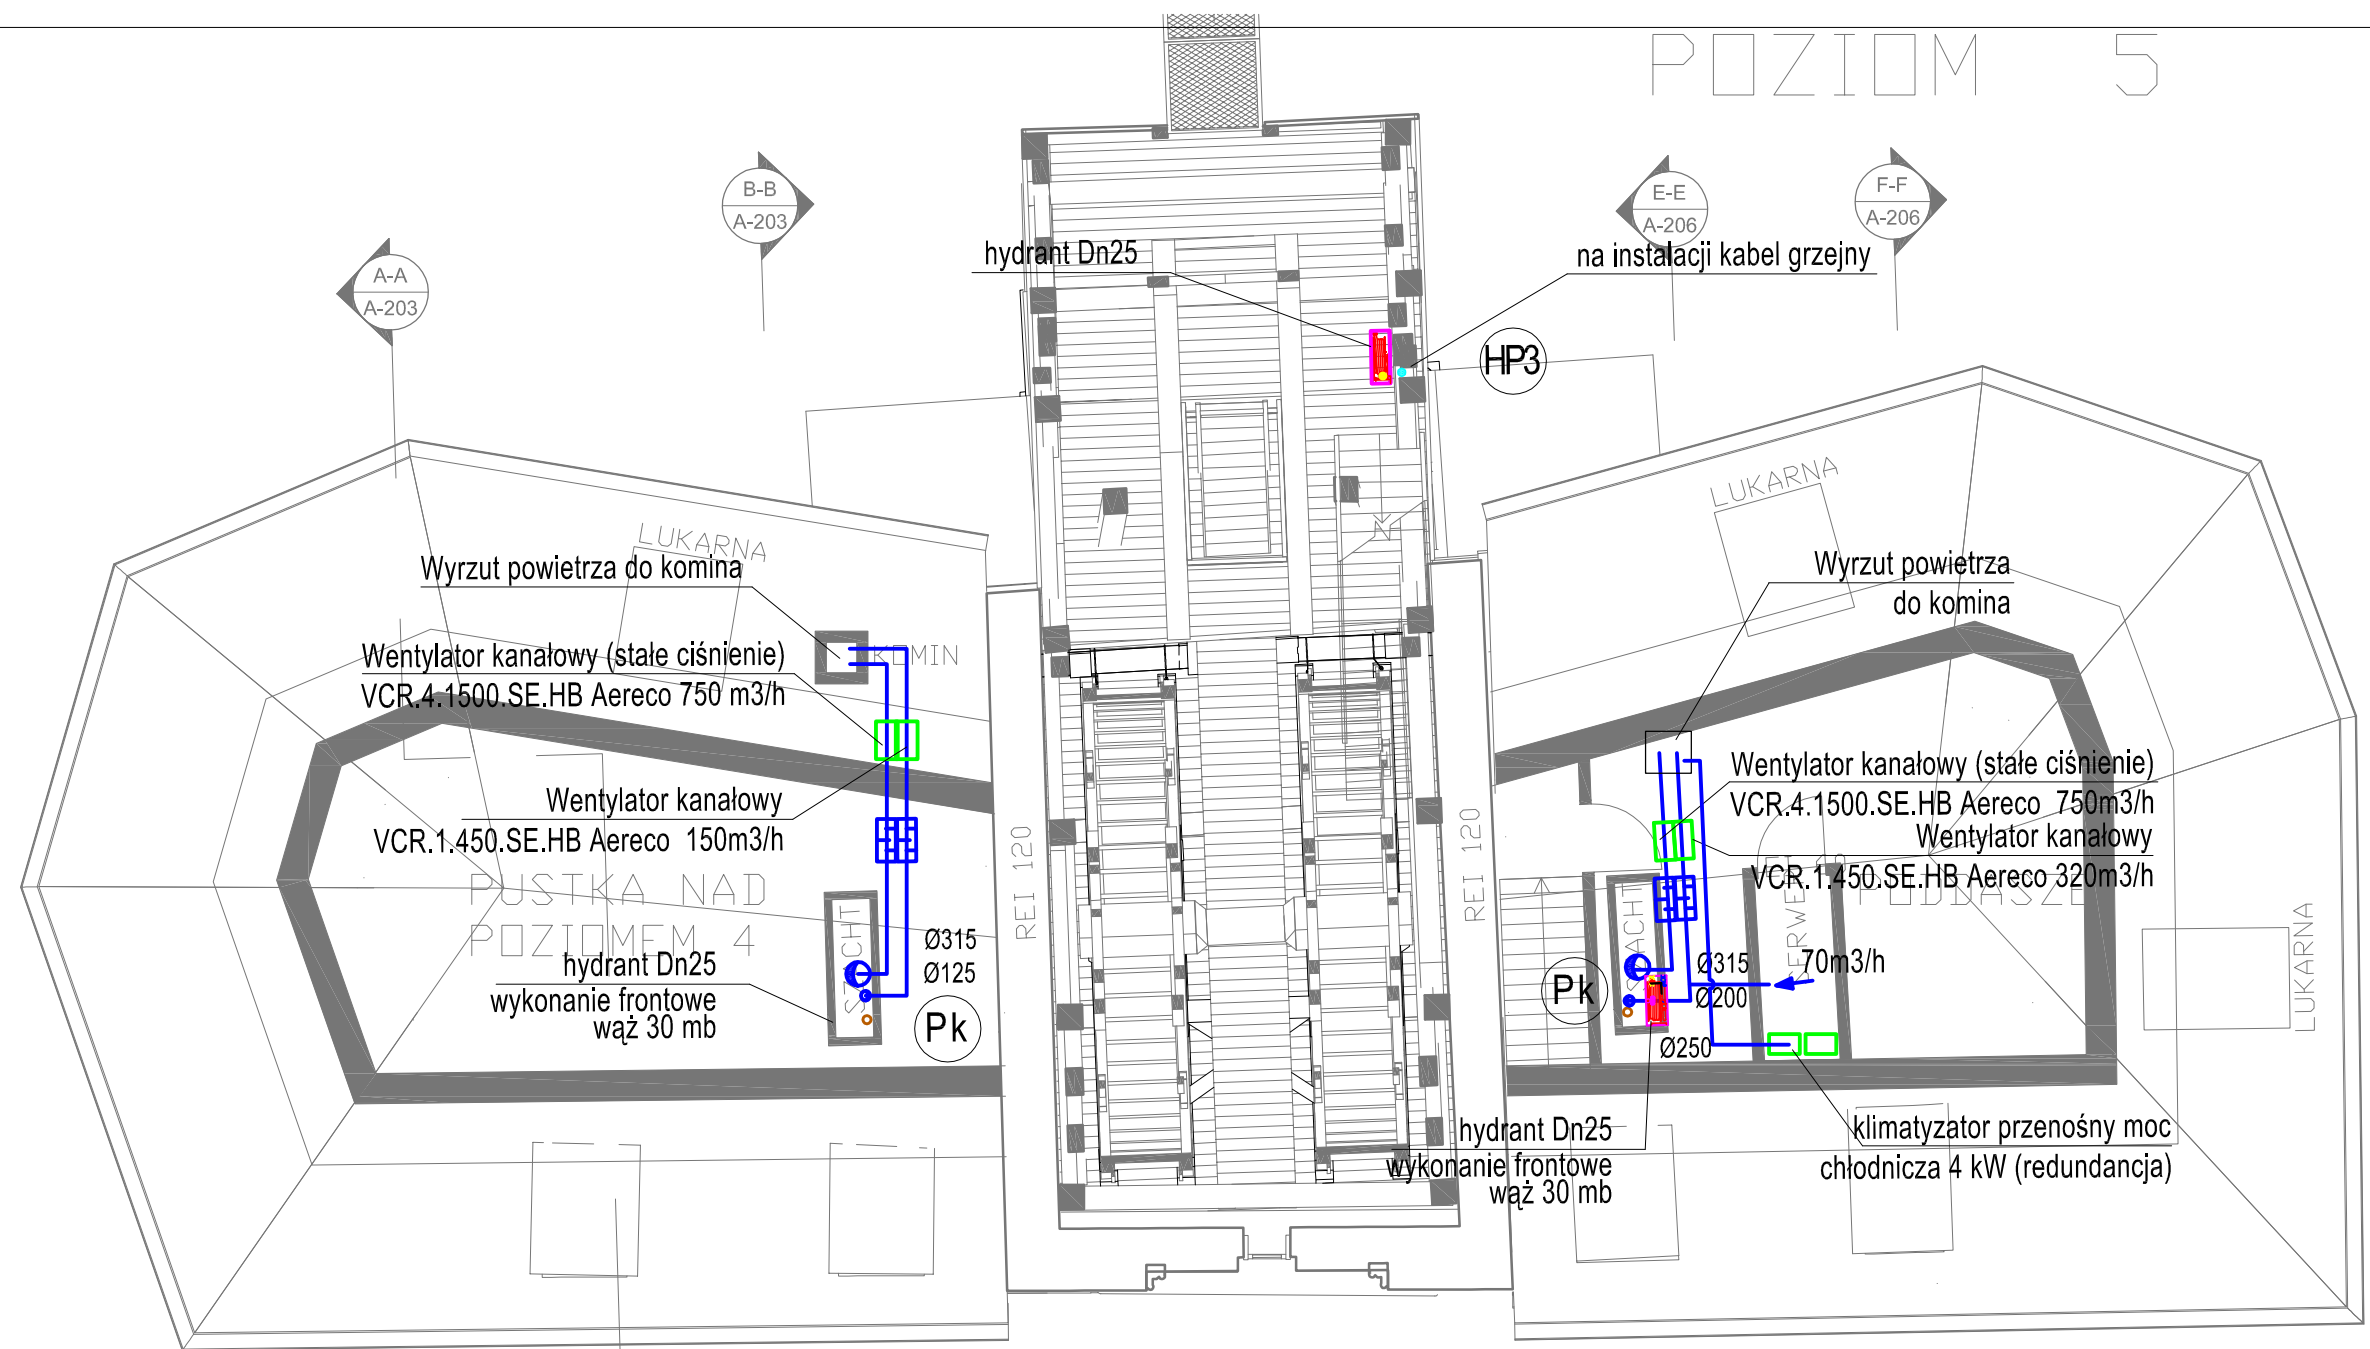 POZIOM 5
B-B
A-203
E-E
A-206
F-F
A-206
A-A
A-203
hydrant Dn25
na instalacji kabel grzejny
HP3
LUKARNA
LUKARNA
Wyrzut powietrza do komina
Wyrzut powietrza
do komina
KOMIN
Wentylator kanałowy (stałe ciśnienie)
VCR.4.1500.SE.HB Aereco 750 m3/h
Wentylator kanałowy
VCR.1.450.SE.HB Aereco 150m3/h
Wentylator kanałowy (stałe ciśnienie)
VCR.4.1500.SE.HB Aereco 750m3/h
Wentylator kanałowy
VCR.1.450.SE.HB Aereco 320m3/h
REI 120
REI 120
PUSTKA NAD
POZIOMEM 4
PODDASZE
SZACHT
SZACHT
LUKARNA
Ø315
Ø125
Pk
hydrant Dn25
wykonanie frontowe
wąż 30 mb
Pk
Ø315
Ø200
70m3/h
Ø250
hydrant Dn25
wykonanie frontowe
wąż 30 mb
klimatyzator przenośny moc
chłodnicza 4 kW (redundancja)